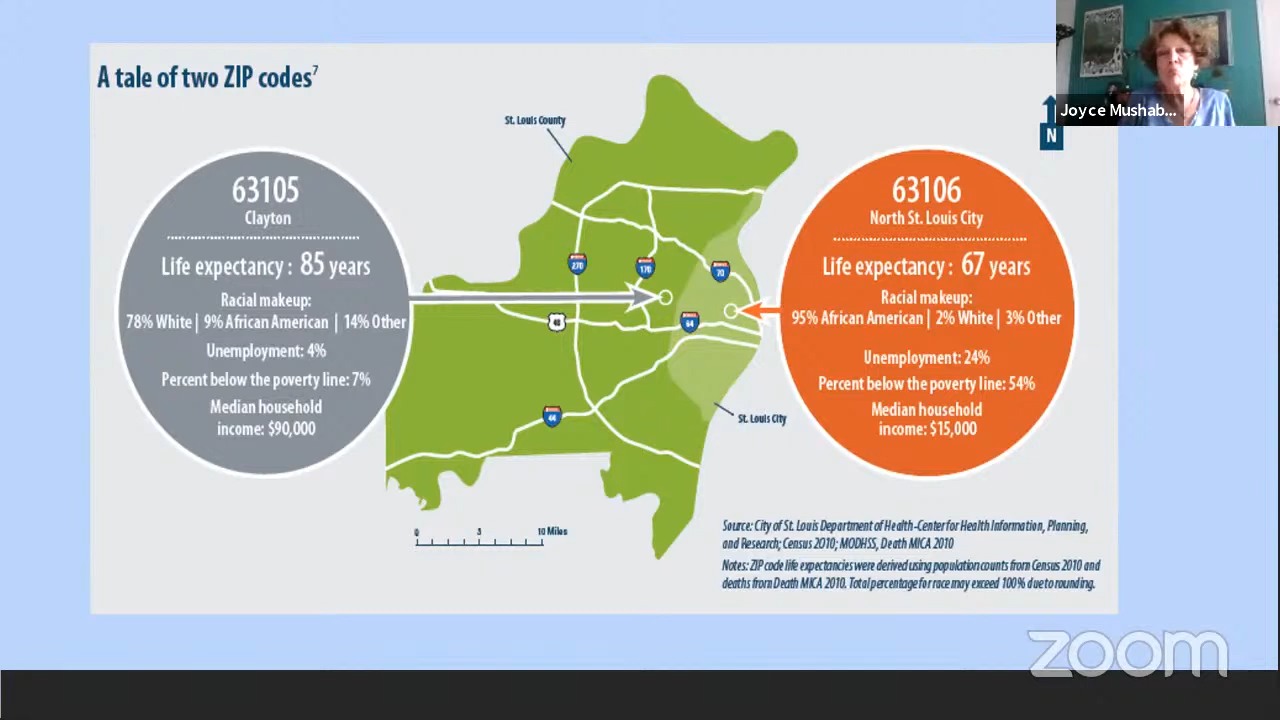 A tale of two ZIP codes7
Joyce Mushab...
N
St. Louis County
63105
Clayton
Life expectancy : 85 years
Racial makeup:
78% White | 9% African American | 14% Other
Unemployment: 4%
Percent below the poverty line: 7%
Median household
income: $90,000
270
170
70
40
64
44
St. Louis City
63106
North St. Louis City
Life expectancy : 67 years
Racial makeup:
95% African American | 2% White | 3% Other
Unemployment: 24%
Percent below the poverty line: 54%
Median household
income: $15,000
0 5 10 Miles
Source: City of St. Louis Department of Health-Center for Health Information, Planning,
and Research; Census 2010; MODHSS, Death MICA 2010
Notes: ZIP code life expectancies were derived using population counts from Census 2010 and
deaths from Death MICA 2010. Total percentage for race may exceed 100% due to rounding.
zoom